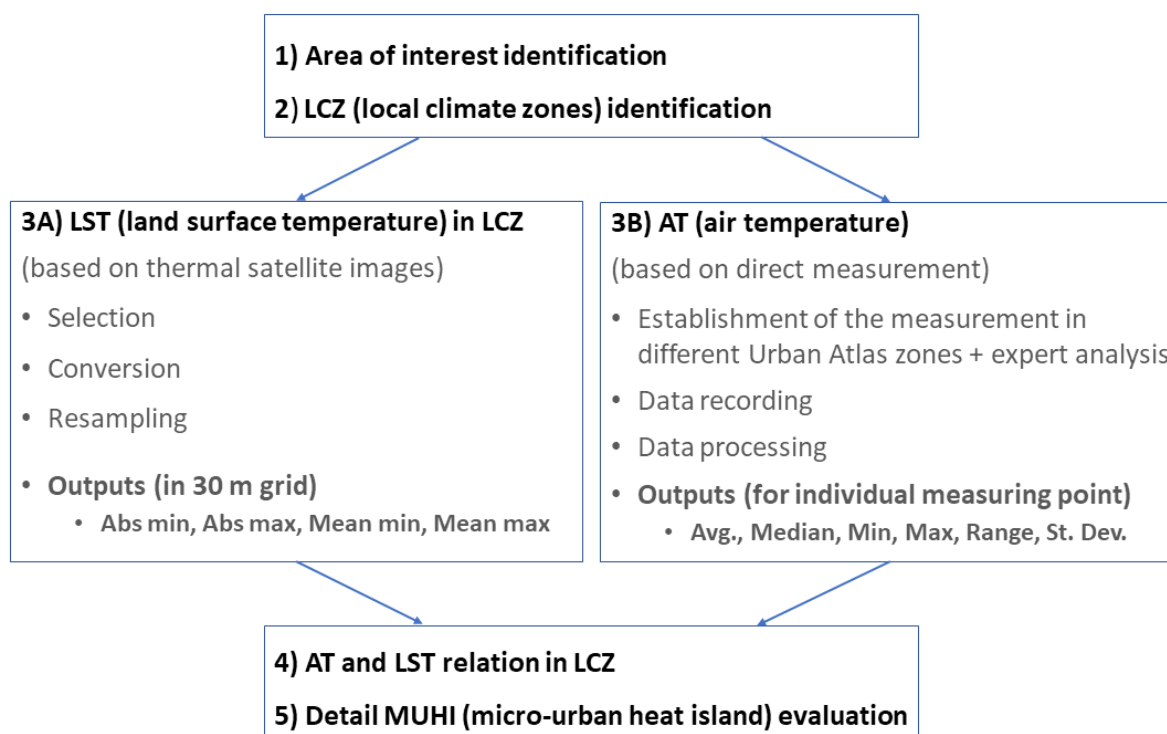 1) Area of interest identification
2) LCZ (local climate zones) identification
3A) LST (land surface temperature) in LCZ
(based on thermal satellite images)
• Selection
• Conversion
• Resampling
• Outputs (in 30 m grid)
• Abs min, Abs max, Mean min, Mean max
3B) AT (air temperature)
(based on direct measurement)
• Establishment of the measurement in
different Urban Atlas zones + expert analysis
• Data recording
• Data processing
• Outputs (for individual measuring point)
• Avg., Median, Min, Max, Range, St. Dev.
4) AT and LST relation in LCZ
5) Detail MUHI (micro-urban heat island) evaluation